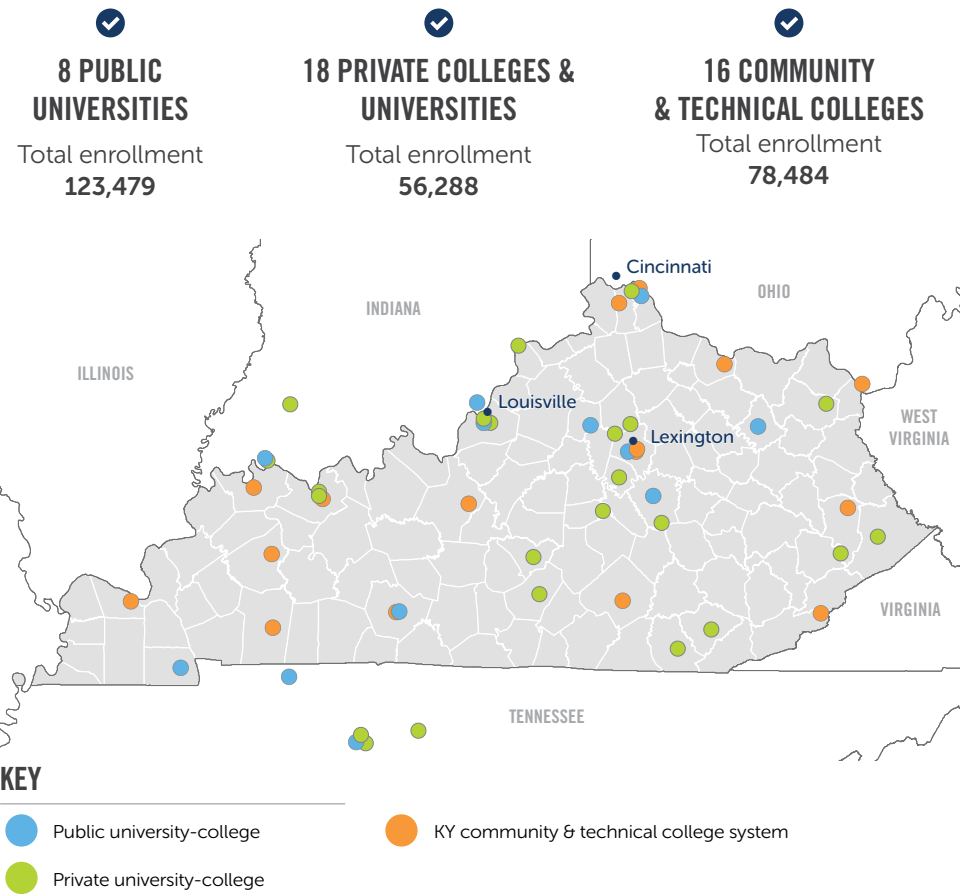 8 PUBLIC
UNIVERSITIES
Total enrollment
123,479
18 PRIVATE COLLEGES &
UNIVERSITIES
Total enrollment
56,288
16 COMMUNITY
& TECHNICAL COLLEGES
Total enrollment
78,484
Cincinnati
OHIO
INDIANA
ILLINOIS
Louisville
WEST
VIRGINIA
Lexington
VIRGINIA
TENNESSEE
KEY
Public university-college
KY community & technical college system
Private university-college